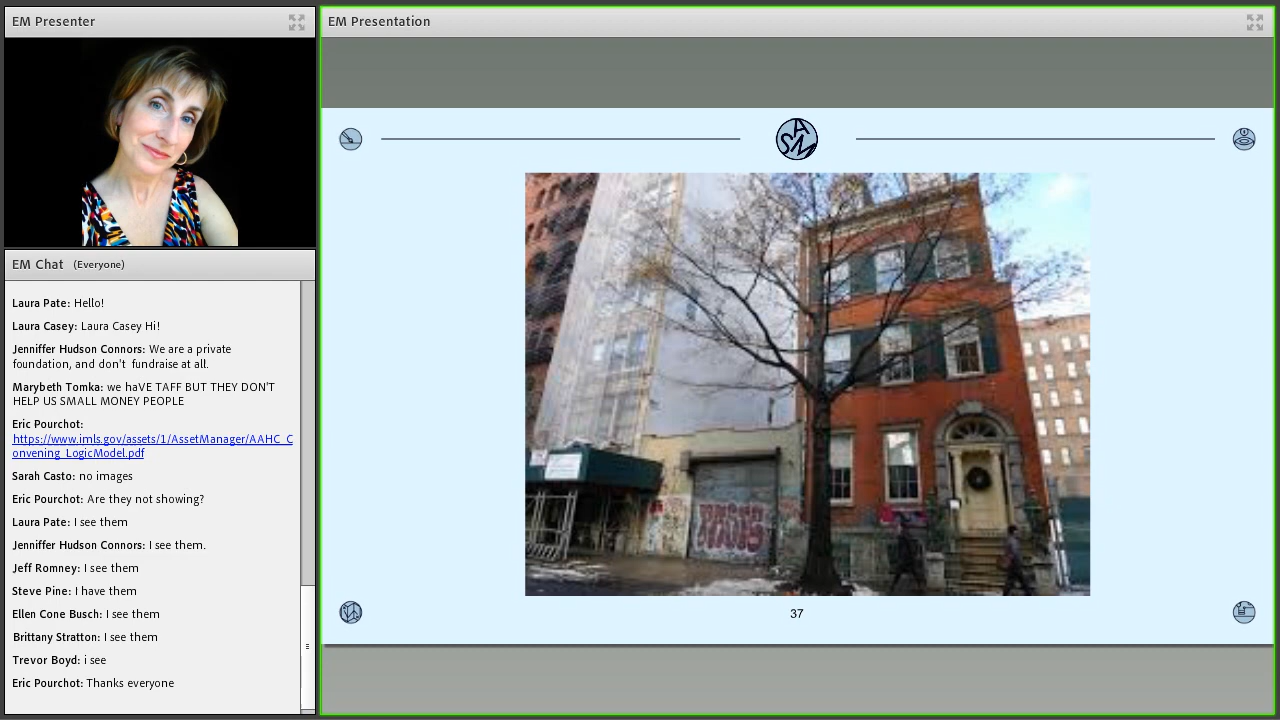 EM Presenter
EM Presentation
ASM
EM Chat (Everyone)
Laura Pate: Hello!
Laura Casey: Laura Casey Hi!
Jenniffer Hudson Connors: We are a private
foundation, and don't fundraise at all.
Marybeth Tomka: we haVE TAFF BUT THEY DON'T
HELP US SMALL MONEY PEOPLE
Eric Pourchot:
https://www.imls.gov/assets/1/AssetManager/AAHC_C
onvening_LogicModel.pdf
Sarah Casto: no images
Eric Pourchot: Are they not showing?
Laura Pate: I see them
Jenniffer Hudson Connors: I see them.
Jeff Romney: I see them
Steve Pine: I have them
Ellen Cone Busch: I see them
Brittany Stratton: I see them
Trevor Boyd: i see
Eric Pourchot: Thanks everyone
37